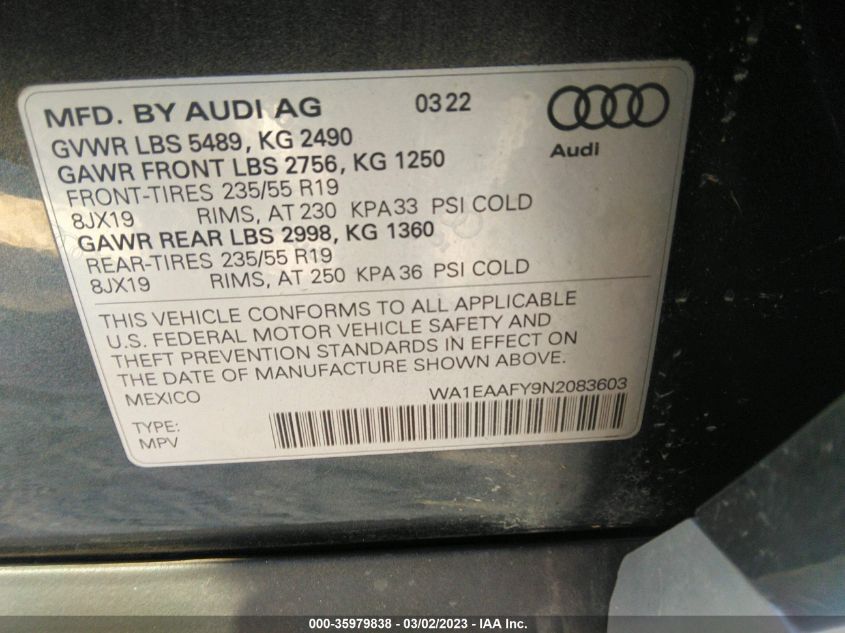 MFD. BY AUDI AG 0322
GVWR LBS 5489, KG 2490
Audi
GAWR FRONT LBS 2756, KG 1250
FRONT-TIRES 235/55 R19
8JX19 RIMS, AT 230 KPA33 PSI COLD
GAWR REAR LBS 2998, KG 1360
REAR-TIRES 235/55 R19
8JX19 RIMS, AT 250 KPA 36 PSI COLD
THIS VEHICLE CONFORMS TO ALL APPLICABLE
U.S. FEDERAL MOTOR VEHICLE SAFETY AND
THEFT PREVENTION STANDARDS IN EFFECT ON
THE DATE OF MANUFACTURE SHOWN ABOVE.
MEXICO WA1EAAFY9N2083603
TYPE:
MPV
000-35979838 - 03/02/2023 - IAA Inc.